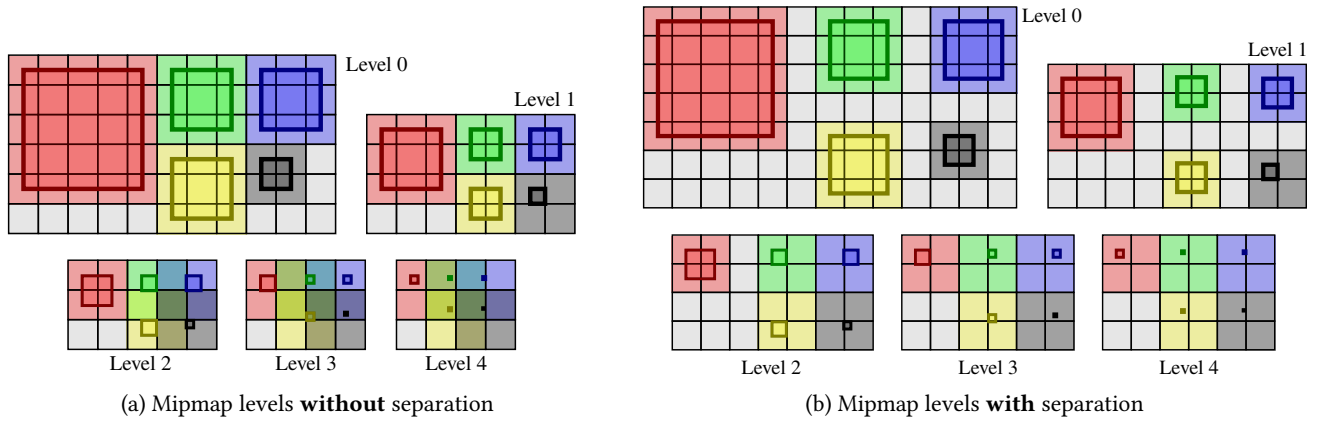 Level 0
Level 1
Level 2
Level 3
Level 4
(a) Mipmap levels without separation
Level 0
Level 1
Level 2
Level 3
Level 4
(b) Mipmap levels with separation